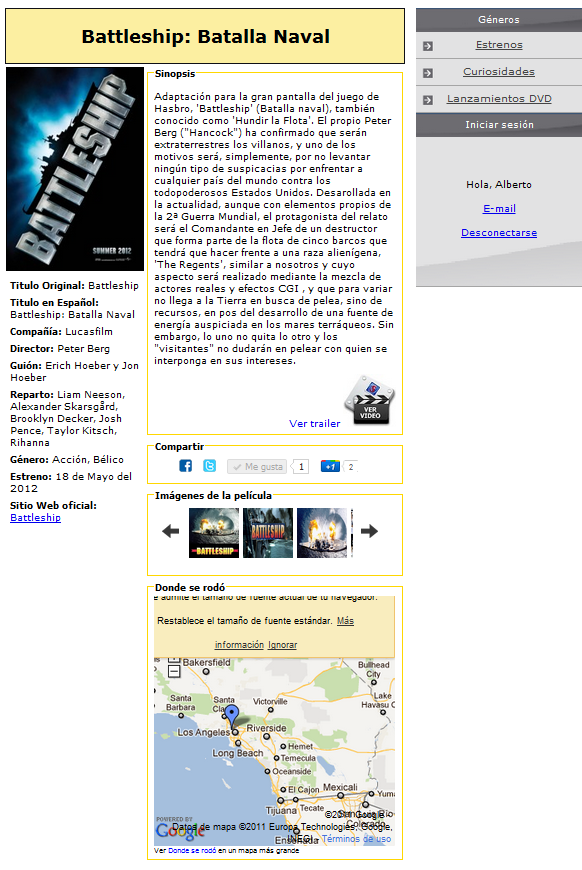 Battleship: Batalla Naval
BATTLESHIP
SUMMER 2012
Titulo Original: Battleship
Titulo en Español:
Battleship: Batalla Naval
Compañía: Lucasfilm
Director: Peter Berg
Guión: Erich Hoeber y Jon
Hoeber
Reparto: Liam Neeson,
Alexander Skarsgård,
Brooklyn Decker, Josh
Pence, Taylor Kitsch,
Rihanna
Género: Acción, Bélico
Estreno: 18 de Mayo del
2012
Sitio Web oficial:
Battleship
Sinopsis
Adaptación para la gran pantalla del juego de
Hasbro, 'Battleship' (Batalla naval), también
conocido como 'Hundir la Flota'. El propio Peter
Berg ("Hancock") ha confirmado que serán
extraterrestres los villanos, y uno de los
motivos será, simplemente, por no levantar
ningún tipo de suspicacias por enfrentar a
cualquier país del mundo contra los
todopoderosos Estados Unidos. Desarollada en
la actualidad, aunque con elementos propios de
la 2ª Guerra Mundial, el protagonista del relato
será el Comandante en Jefe de un destructor
que forma parte de la flota de cinco barcos que
tendrá que hacer frente a una raza alienígena,
'The Regents', similar a nosotros y cuyo
aspecto será realizado mediante la mezcla de
actores reales y efectos CGI , y que para variar
no llega a la Tierra en busca de pelea, sino de
recursos, en pos del desarrollo de una fuente de
energía auspiciada en los mares terráqueos. Sin
embargo, lo uno no quita lo otro y los
"visitantes" no dudarán en pelear con quien se
interponga en sus intereses.
Ver trailer
VER
VIDEO
Compartir
Me gusta
1
+1
2
Imágenes de la película
BATTLESHIP
BATTLESHIP
Donde se rodó
se admite el tamaño de fuente actual de tu navegador.
Restablece el tamaño de fuente estándar. Más
información Ignorar
Bakersfield
Bullhead
City
Santa
Barbara
Santa
Cla
Victorville
Lake
Havasu C
Los Angeles
Riverside
Long Beach
Hemet
Temecula
Oceanside
El Cajon
Mexicali
Yum
Tijuana
Tecate
San Luis Río
Colorado
Ensenada
POWERED BY
Google
©2011 Google -
Datos de mapa ©2011 Europa Technologies, Google,
INEGI - Términos de uso
Ver Donde se rodó en un mapa más grande
Géneros
Estrenos
Curiosidades
Lanzamientos DVD
Iniciar sesión
Hola, Alberto
E-mail
Desconectarse